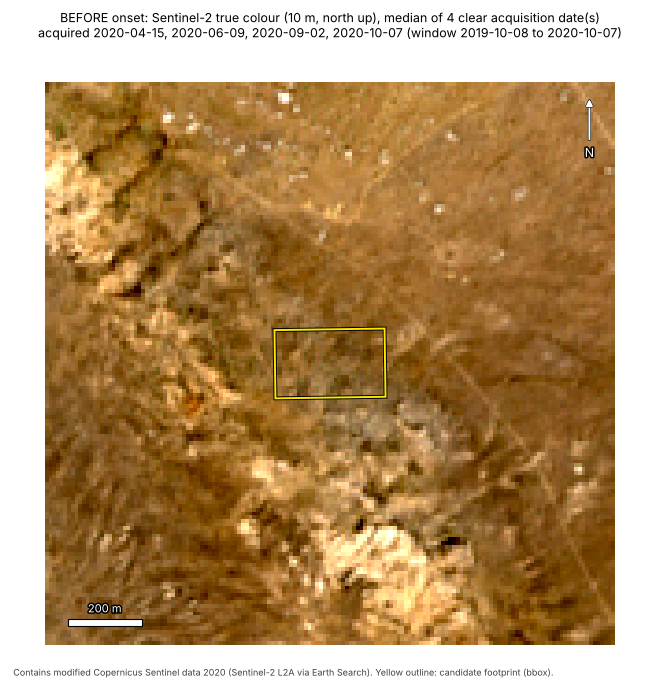 BEFORE onset: Sentinel-2 true colour (10 m, north up), median of 4 clear acquisition date(s)
acquired 2020-04-15, 2020-06-09, 2020-09-02, 2020-10-07 (window 2019-10-08 to 2020-10-07)
N
200 m
Contains modified Copernicus Sentinel data 2020 (Sentinel-2 L2A via Earth Search). Yellow outline: candidate footprint (bbox).